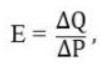 E = ΔQ/ΔP,